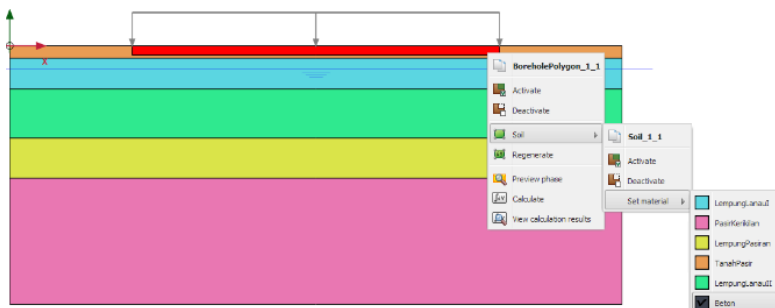 x
BoreholePolygon_1_1
Activate
Deactivate
Soil
Soil_1_1
Regenerate
Activate
Preview phase
Deactivate
Calculate
Set material
LempungLanauI
View calculation results
PasirKerikilan
LempungPasiran
TanahPasir
LempungLanauII
Beton